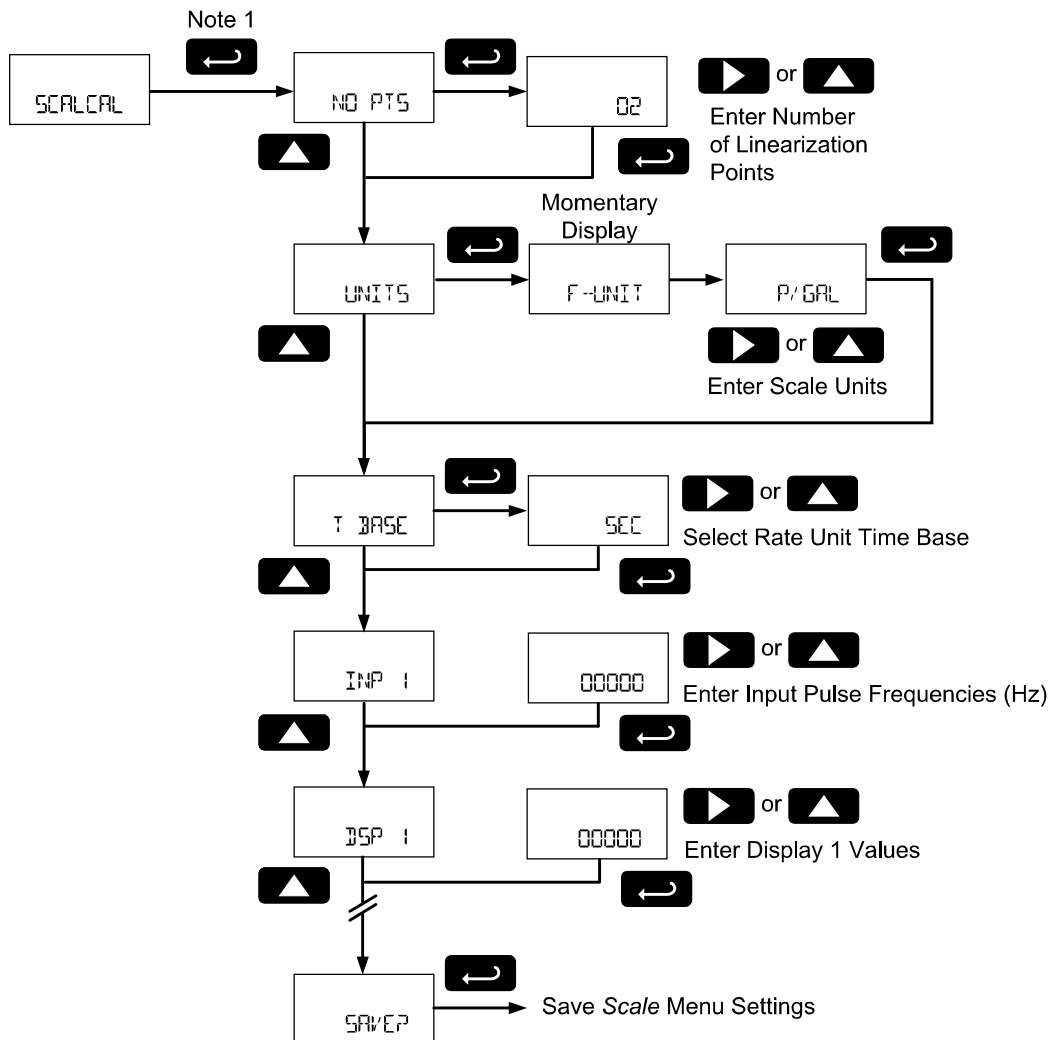 Note 1
SCALCAL
NO PTS
02
or
Enter Number
of Linearization
Points
Momentary
Display
UNITS
F-UNIT
P/GAL
or
Enter Scale Units
T BASE
SEC
or
Select Rate Unit Time Base
INP 1
00000
or
Enter Input Pulse Frequencies (Hz)
DSP 1
00000
or
Enter Display 1 Values
SAVE?
Save Scale Menu Settings